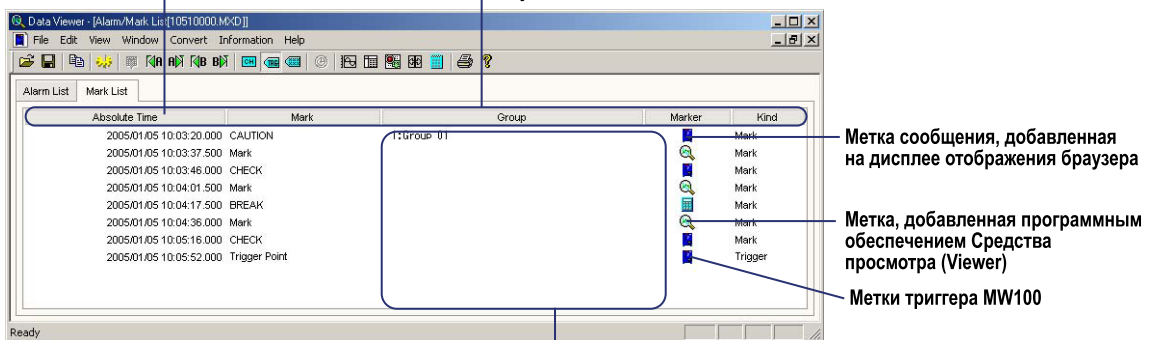 Data Viewer - [Alarm/Mark List[10510000.MXD]]
File Edit View Window Convert Information Help
Alarm List Mark List
Absolute Time Mark Group Marker Kind
2005/01/05 10:03:20.000 CAUTION 1:Group 01 Mark
2005/01/05 10:03:37.500 Mark Mark
2005/01/05 10:03:46.000 CHECK Mark
2005/01/05 10:04:01.500 Mark Mark
2005/01/05 10:04:17.500 BREAK Mark
2005/01/05 10:04:36.000 Mark Mark
2005/01/05 10:05:16.000 CHECK Mark
2005/01/05 10:05:52.000 Trigger Point Trigger
Ready
Метка сообщения, добавленная
на дисплее отображения браузера
Метка, добавленная программным
обеспечением Средства
просмотра (Viewer)
Метки триггера MW100